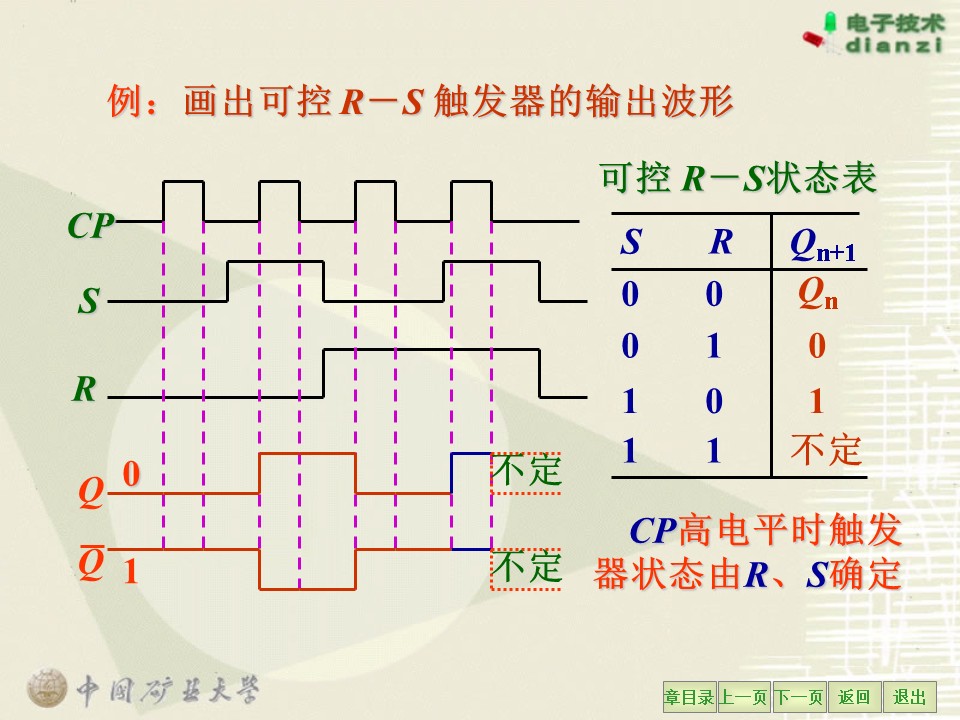 电子技术
dianzi
例：画出可控 R－S 触发器的输出波形
可控 R－S状态表
CP
S
R
Q 0
Q̅ 1
不定
不定
S R Qn+1
0 0 Qn
0 1 0
1 0 1
1 1 不定
CP高电平时触发
器状态由R、S确定
中国矿业大学
章目录 上一页 下一页 返回 退出